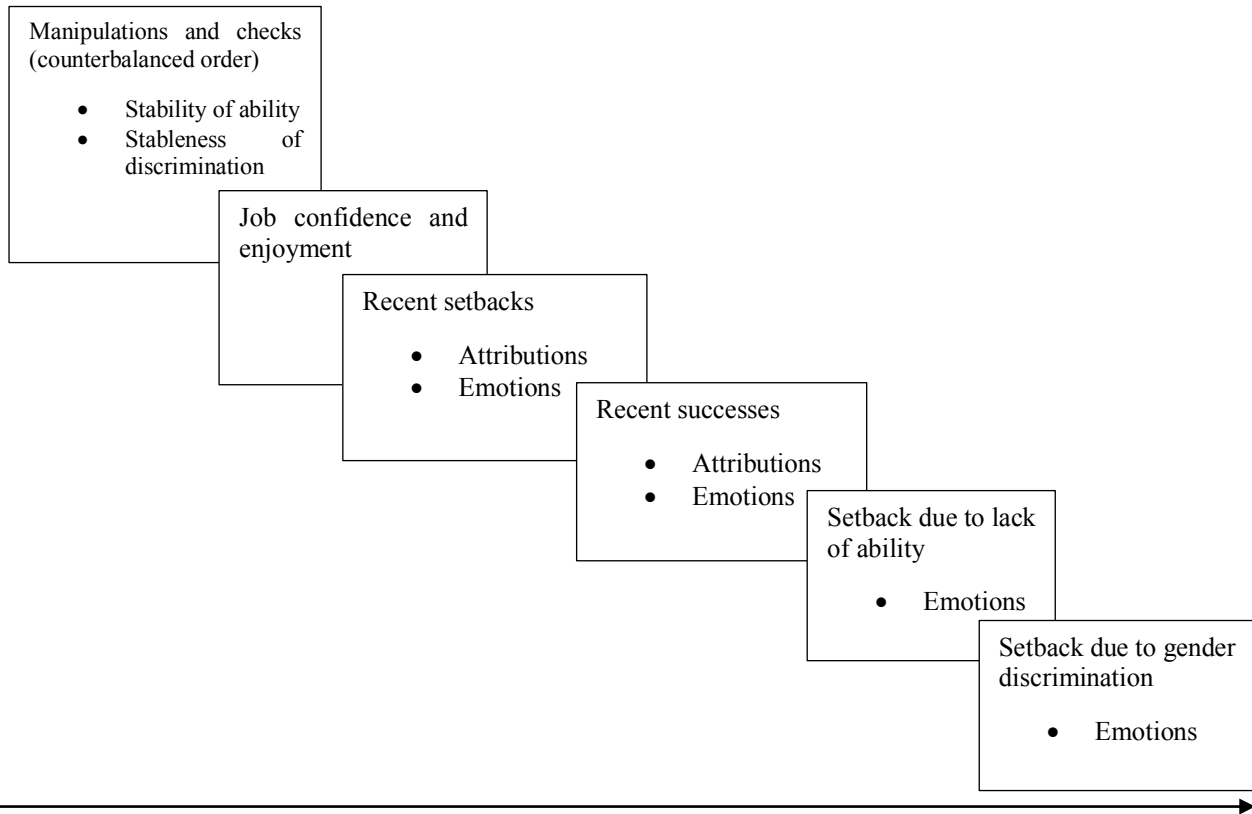 Manipulations and checks
(counterbalanced order)
• Stability of ability
• Stableness of
discrimination
Job confidence and
enjoyment
Recent setbacks
• Attributions
• Emotions
Recent successes
• Attributions
• Emotions
Setback due to lack
of ability
• Emotions
Setback due to gender
discrimination
• Emotions